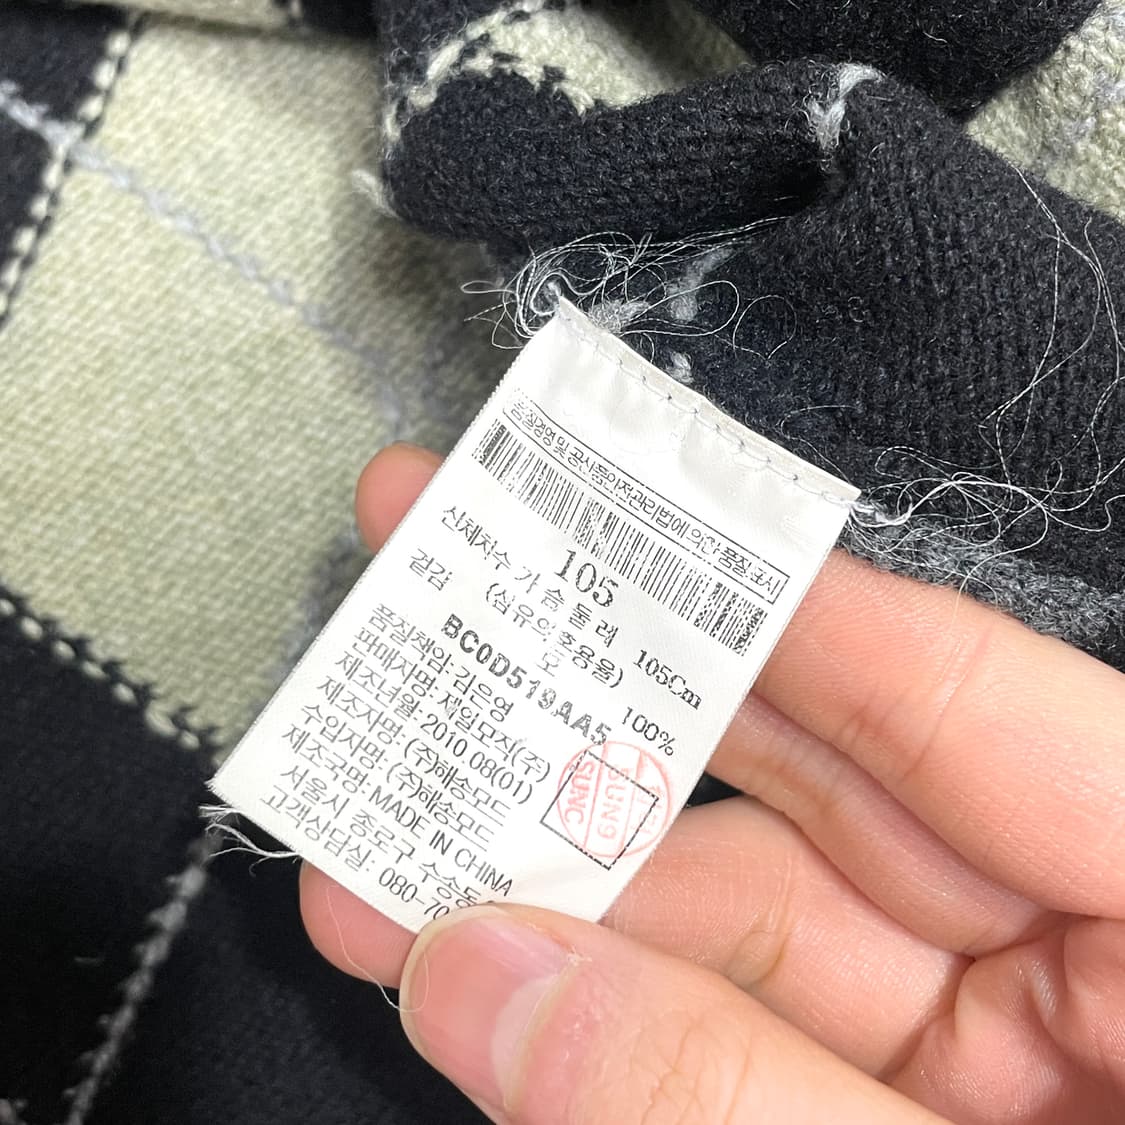 품질경영 및 공산품안전관리법에 의한 품질표시
105
신체치수 가 슴 둘 레 105Cm
(섬유의혼용율)
겉감 모 100%
BC0D519AA5
품질책임: 김은영
판매자명: 제일모직(주)
제조년월: 2010.08(01)
제조자명: (주)해송모드
수입자명: (주)해송모드
제조국명: MADE IN CHINA
서울시 종로구 수송동
고객상담실: 080-70
SUNG
SUNG